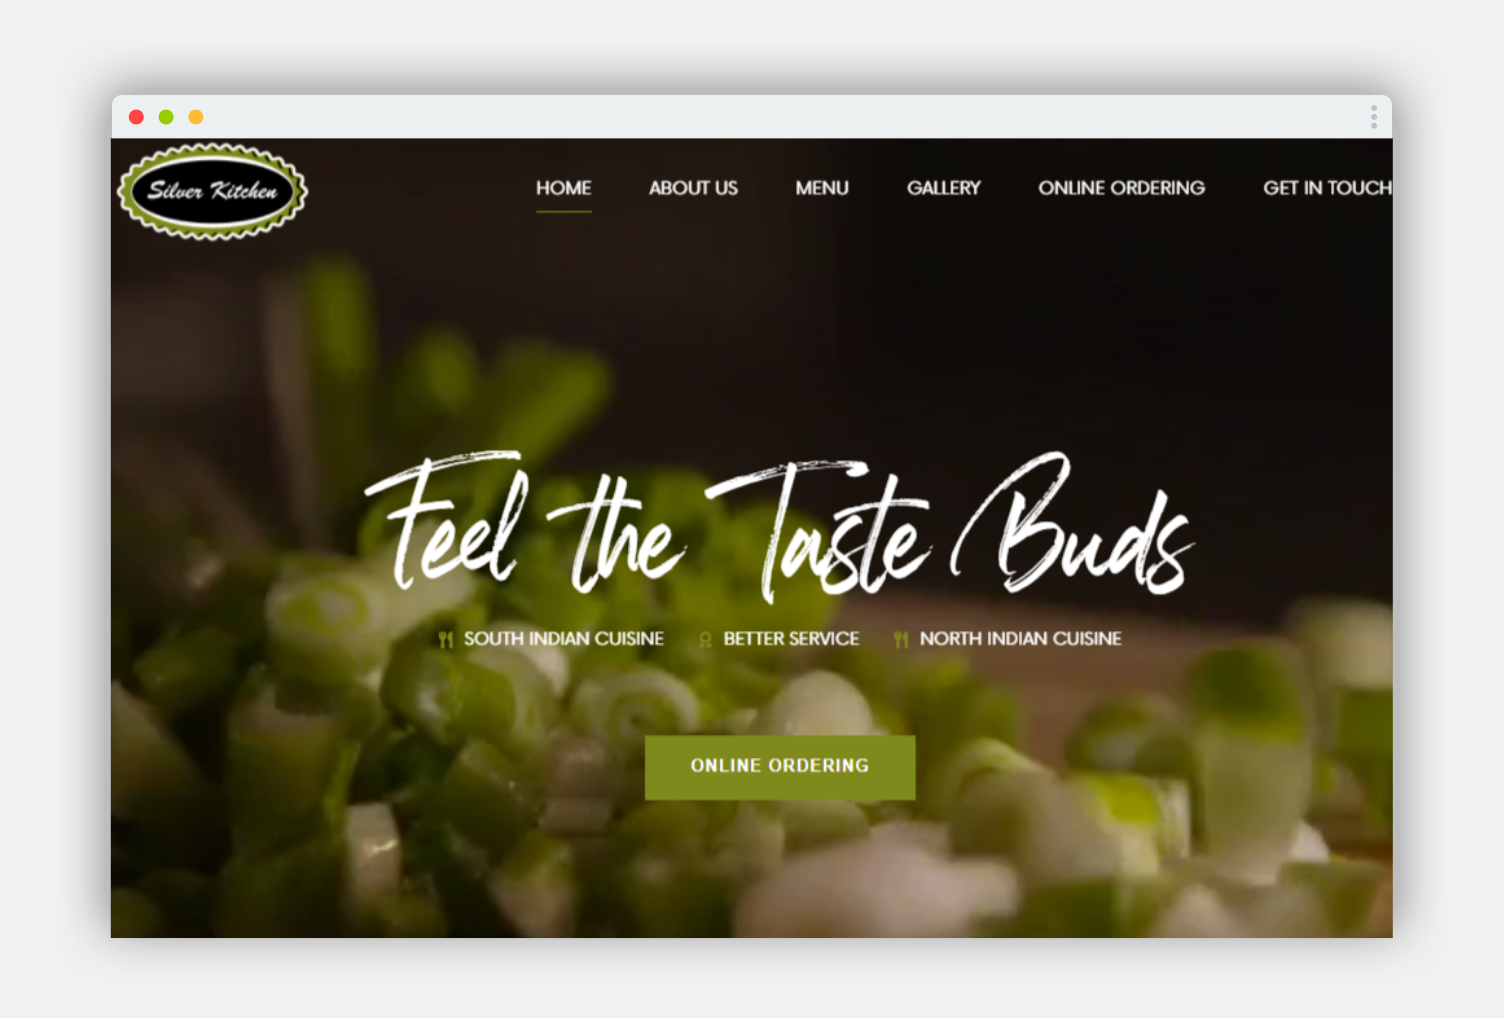 Silver Kitchen
HOME ABOUT US MENU GALLERY ONLINE ORDERING GET IN TOUCH
Feel the Taste Buds
SOUTH INDIAN CUISINE BETTER SERVICE NORTH INDIAN CUISINE
ONLINE ORDERING